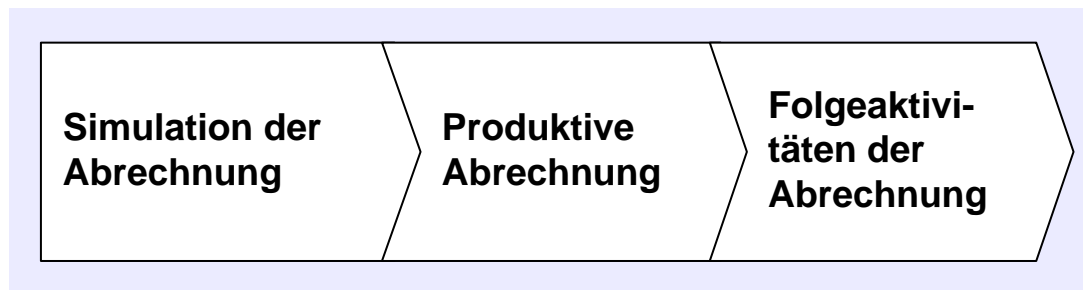 Simulation der
Abrechnung
Produktive
Abrechnung
Folgeaktivi-
täten der
Abrechnung